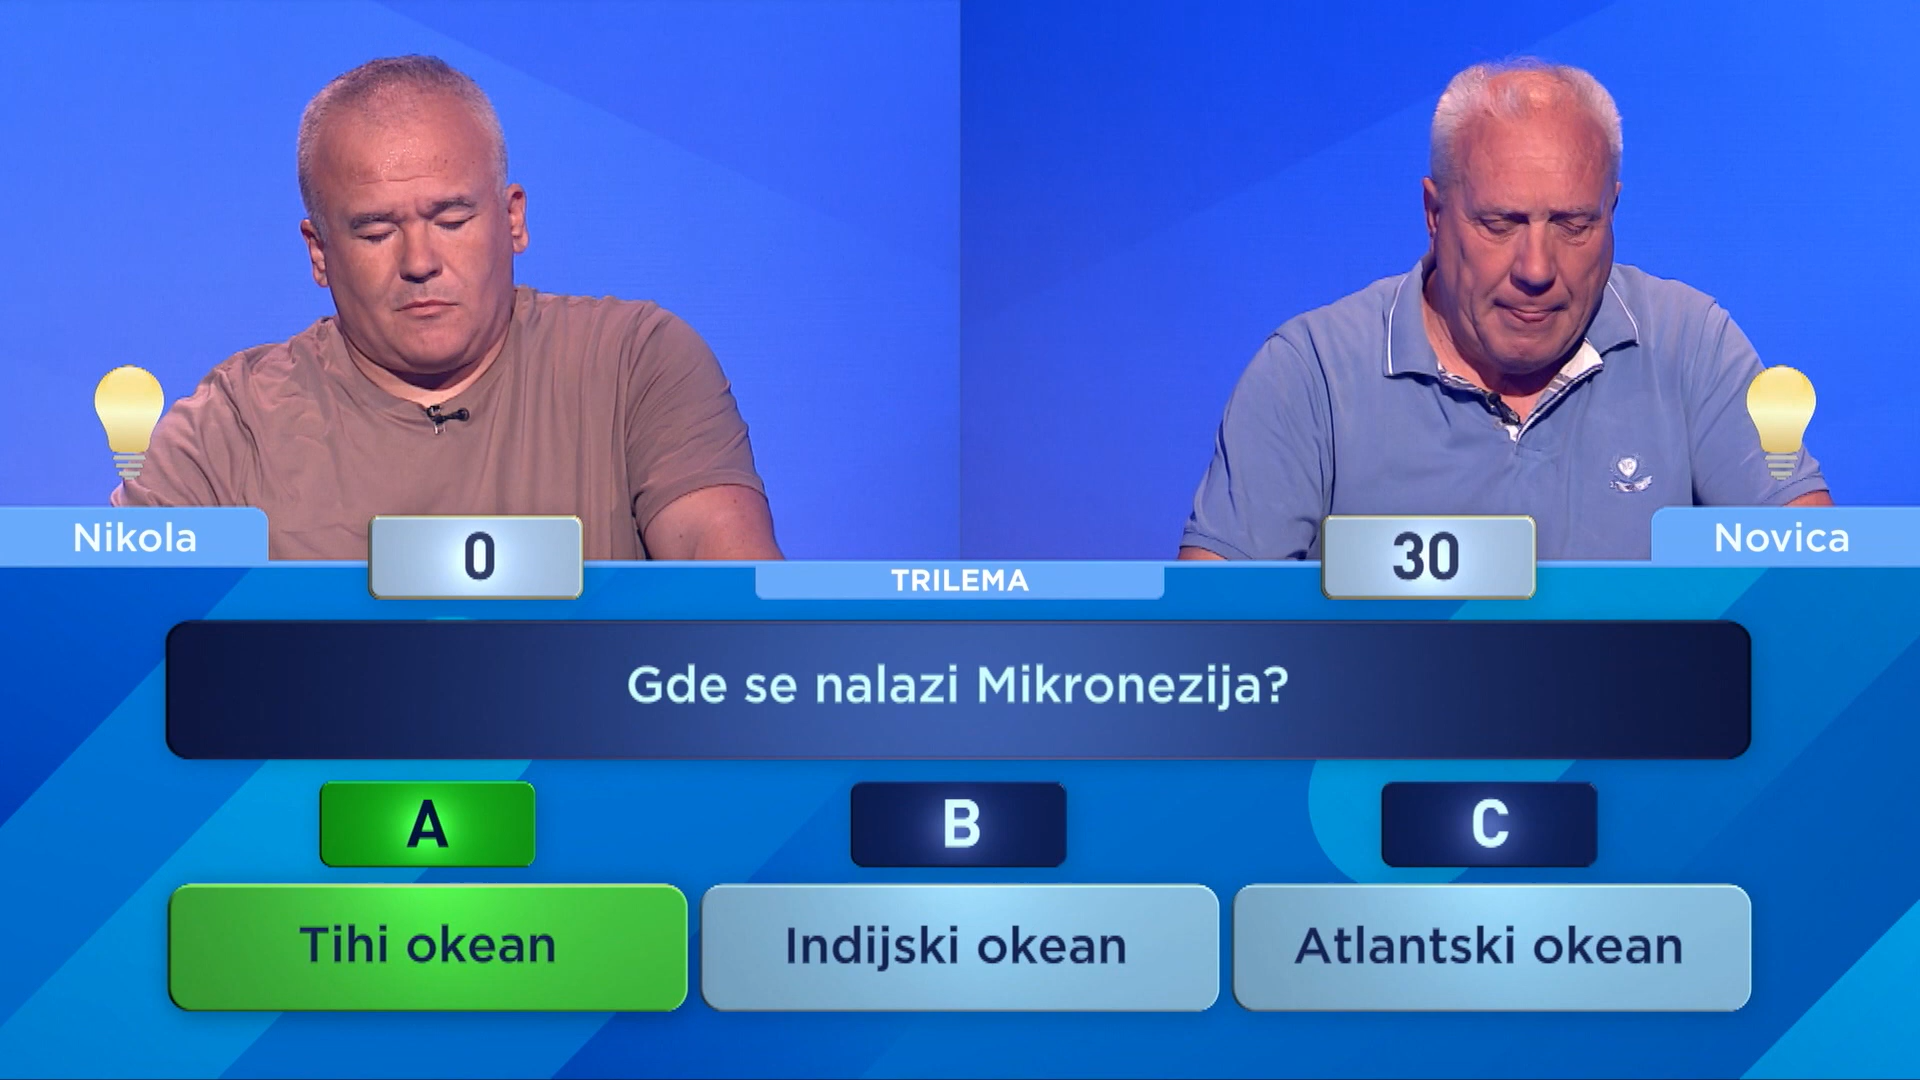 Nikola
0
TRILEMA
30
Novica
Gde se nalazi Mikronezija?
A
B
C
Tihi okean
Indijski okean
Atlantski okean